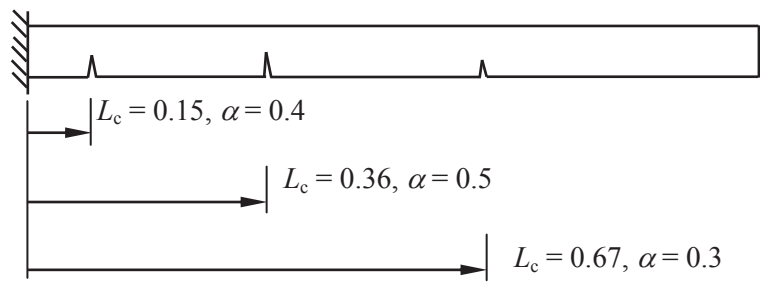 L_c = 0.15, α = 0.4
L_c = 0.36, α = 0.5
L_c = 0.67, α = 0.3